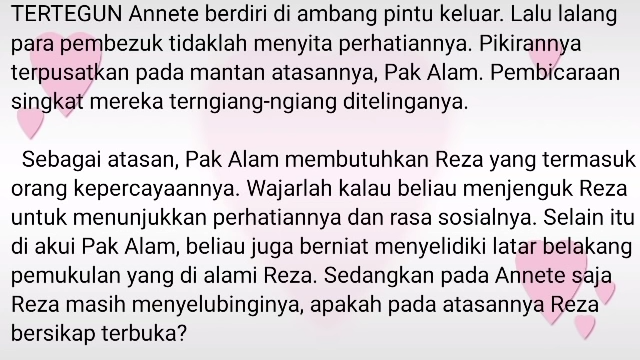 TERTEGUN Annete berdiri di ambang pintu keluar. Lalu lalang
para pembezuk tidaklah menyita perhatiannya. Pikirannya
terpusatkan pada mantan atasannya, Pak Alam. Pembicaraan
singkat mereka terngiang-ngiang ditelinganya.
Sebagai atasan, Pak Alam membutuhkan Reza yang termasuk
orang kepercayaannya. Wajarlah kalau beliau menjenguk Reza
untuk menunjukkan perhatiannya dan rasa sosialnya. Selain itu
di akui Pak Alam, beliau juga berniat menyelidiki latar belakang
pemukulan yang di alami Reza. Sedangkan pada Annete saja
Reza masih menyelubinginya, apakah pada atasannya Reza
bersikap terbuka?